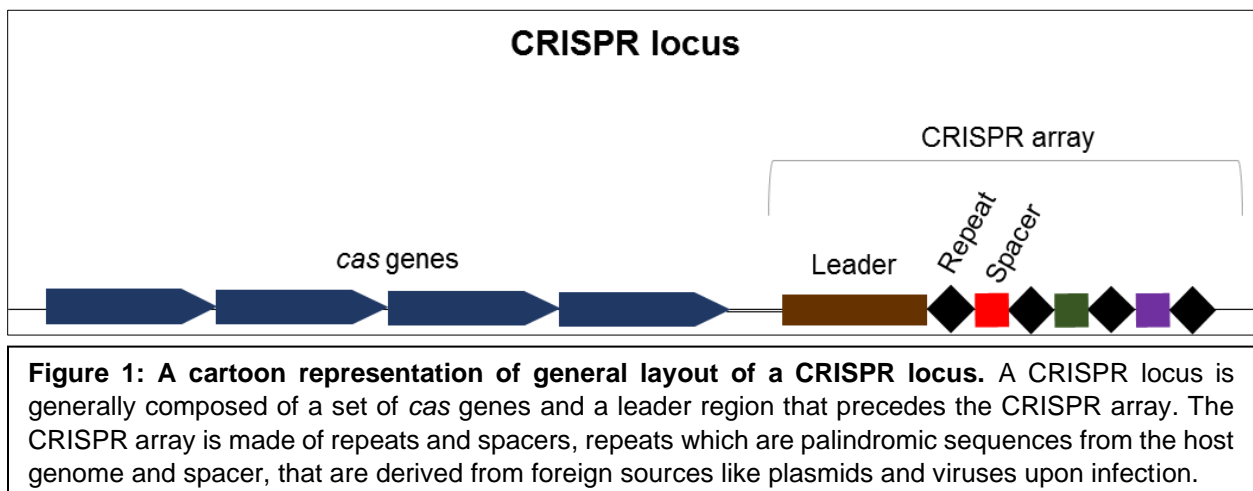 CRISPR locus
CRISPR array
Repeat
Spacer
cas genes
Leader
Figure 1: A cartoon representation of general layout of a CRISPR locus. A CRISPR locus is
generally composed of a set of cas genes and a leader region that precedes the CRISPR array. The
CRISPR array is made of repeats and spacers, repeats which are palindromic sequences from the host
genome and spacer, that are derived from foreign sources like plasmids and viruses upon infection.